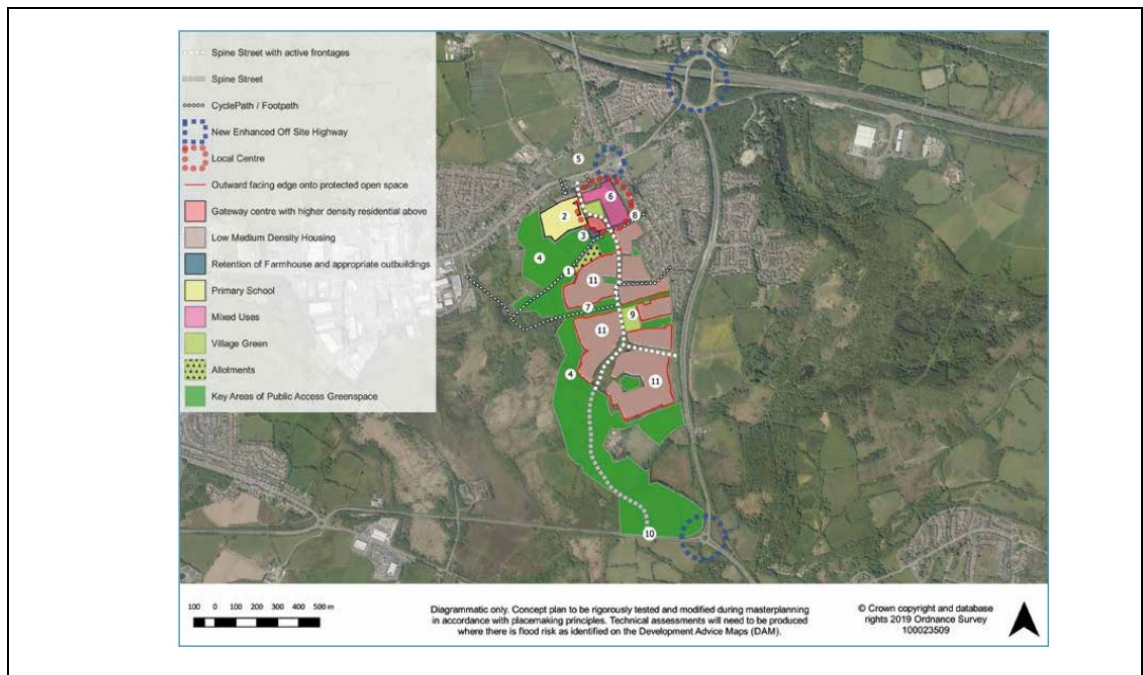 Spine Street with active frontages
Spine Street
CyclePath / Footpath
New Enhanced Off Site Highway
Local Centre
Outward facing edge onto protected open space
Gateway centre with higher density residential above
Low Medium Density Housing
Retention of Farmhouse and appropriate outbuildings
Primary School
Mixed Uses
Village Green
Allotments
Key Areas of Public Access Greenspace
5
6
2
8
3
4
1
11
7
9
11
4
11
10
100 0 100 200 300 400 500 m
Diagrammatic only. Concept plan to be rigorously tested and modified during masterplanning
in accordance with placemaking principles. Technical assessments will need to be produced
where there is flood risk as identified on the Development Advice Maps (DAM).
© Crown copyright and database
rights 2019 Ordnance Survey
100023509